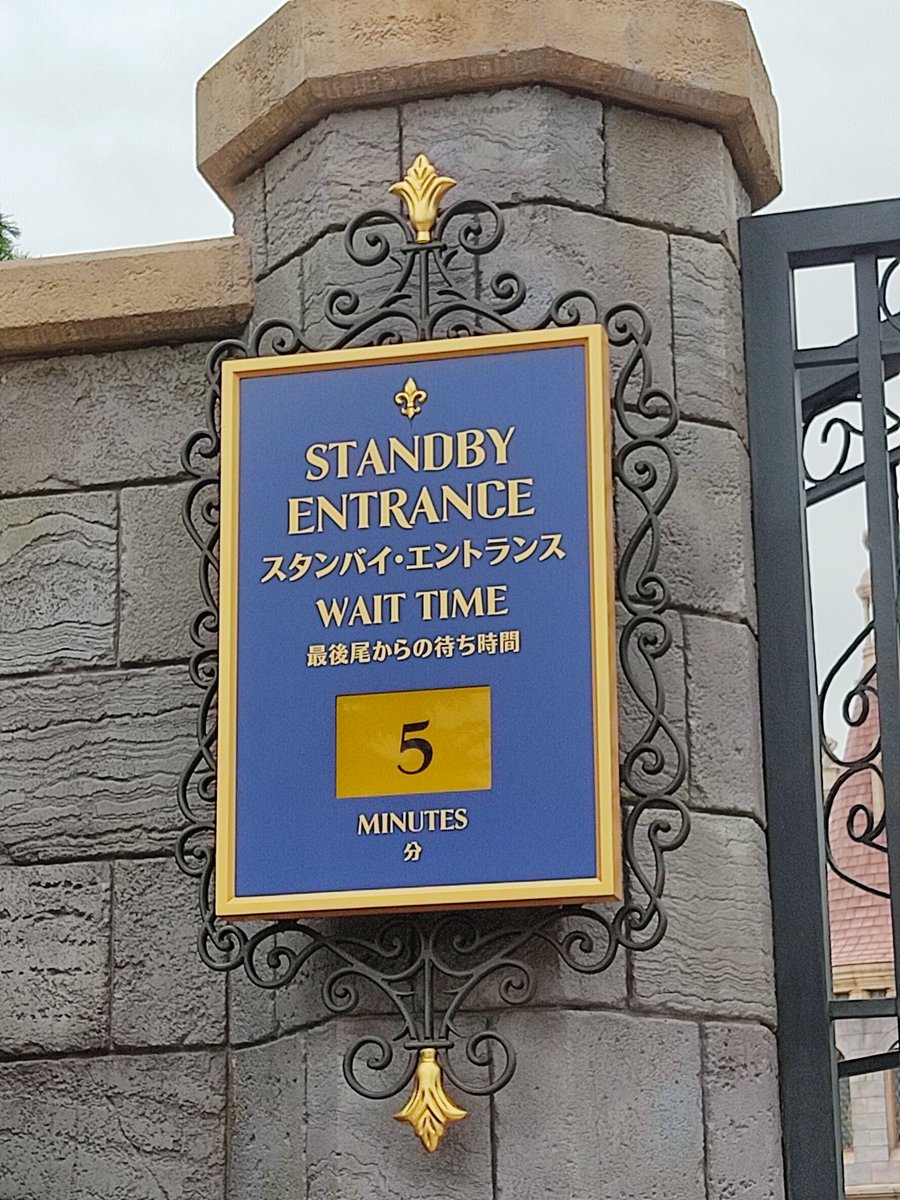 STANDBY
ENTRANCE
スタンバイ・エントランス
WAIT TIME
最後尾からの待ち時間
5
MINUTES
分